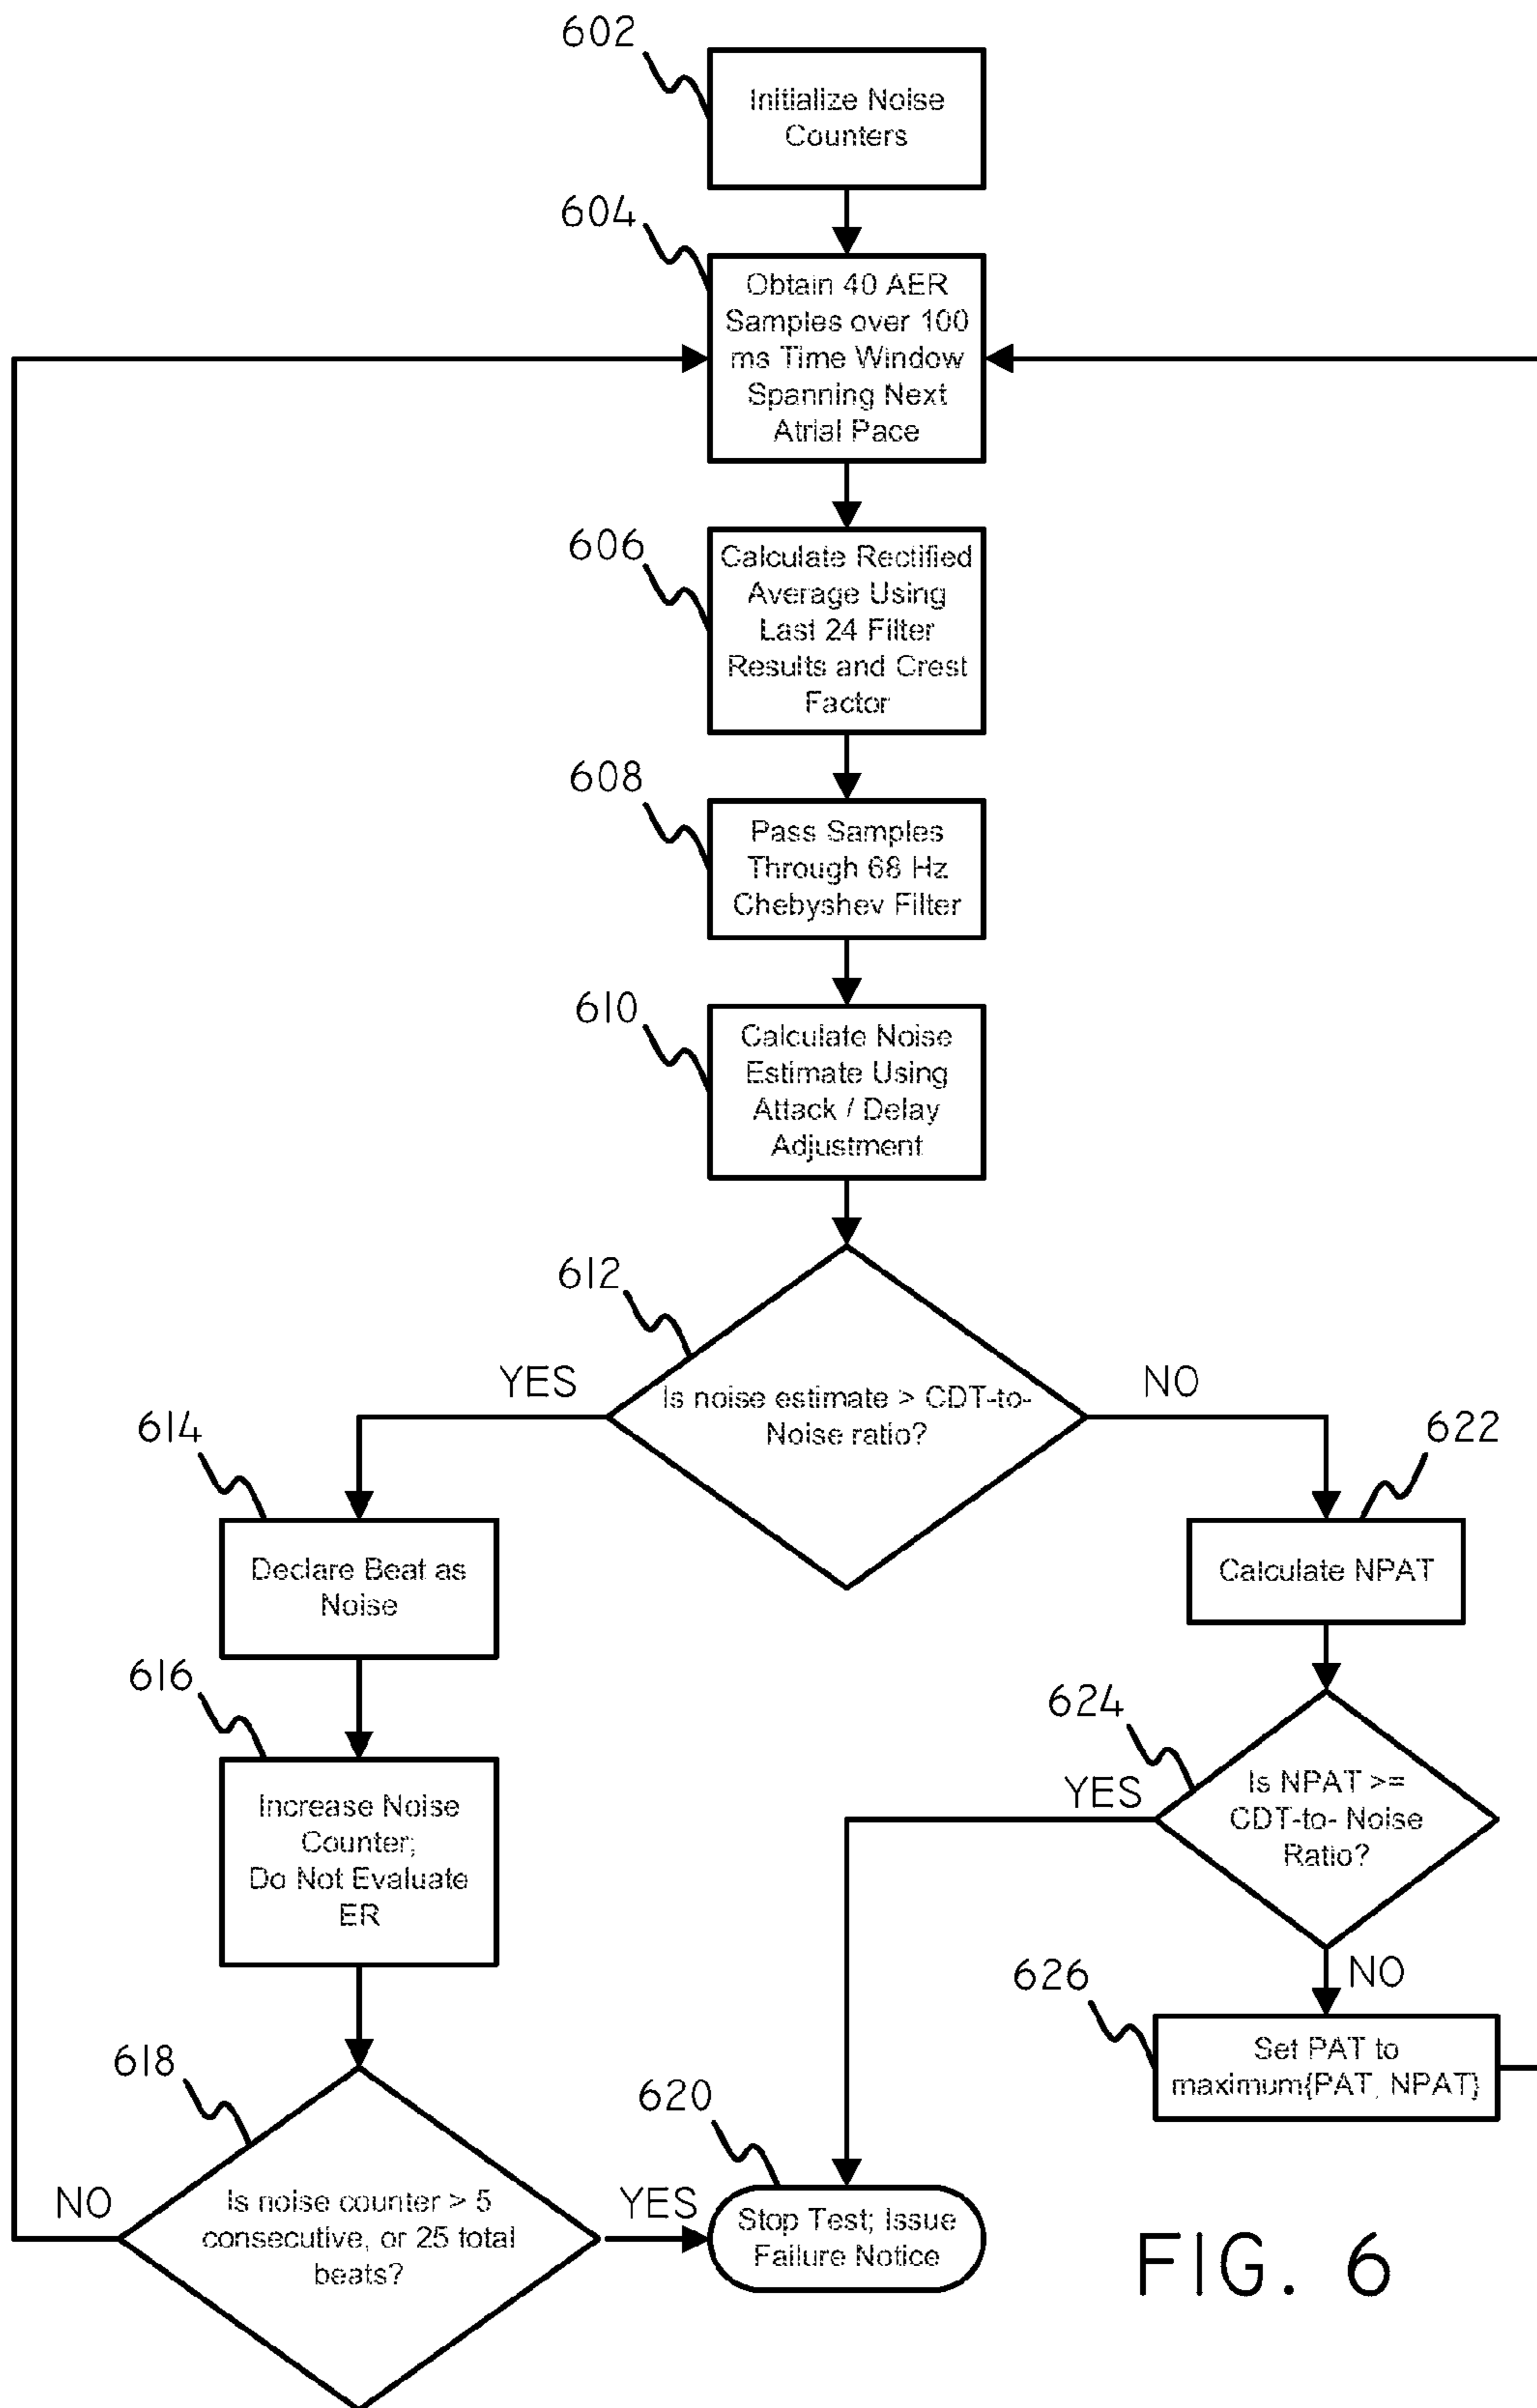 602
Initialize Noise
Counters
604
Obtain 40 AER
Samples over 100
ms Time Window
Spanning Next
Atrial Pace
606
Calculate Rectified
Average Using
Last 24 Filter
Results and Crest
Factor
608
Pass Samples
Through 68 Hz
Chebyshev Filter
610
Calculate Noise
Estimate Using
Attack / Delay
Adjustment
612
YES
Is noise estimate > CDT-to-
Noise ratio?
NO
614
Declare Beat as
Noise
622
Calculate NPAT
616
Increase Noise
Counter;
Do Not Evaluate
ER
624
YES
Is NPAT >=
CDT-to- Noise
Ratio?
NO
626
Set PAT to
maximum{PAT, NPAT}
618
NO
Is noise counter > 5
consecutive, or 25 total
beats?
YES
620
Stop Test; Issue
Failure Notice
FIG. 6